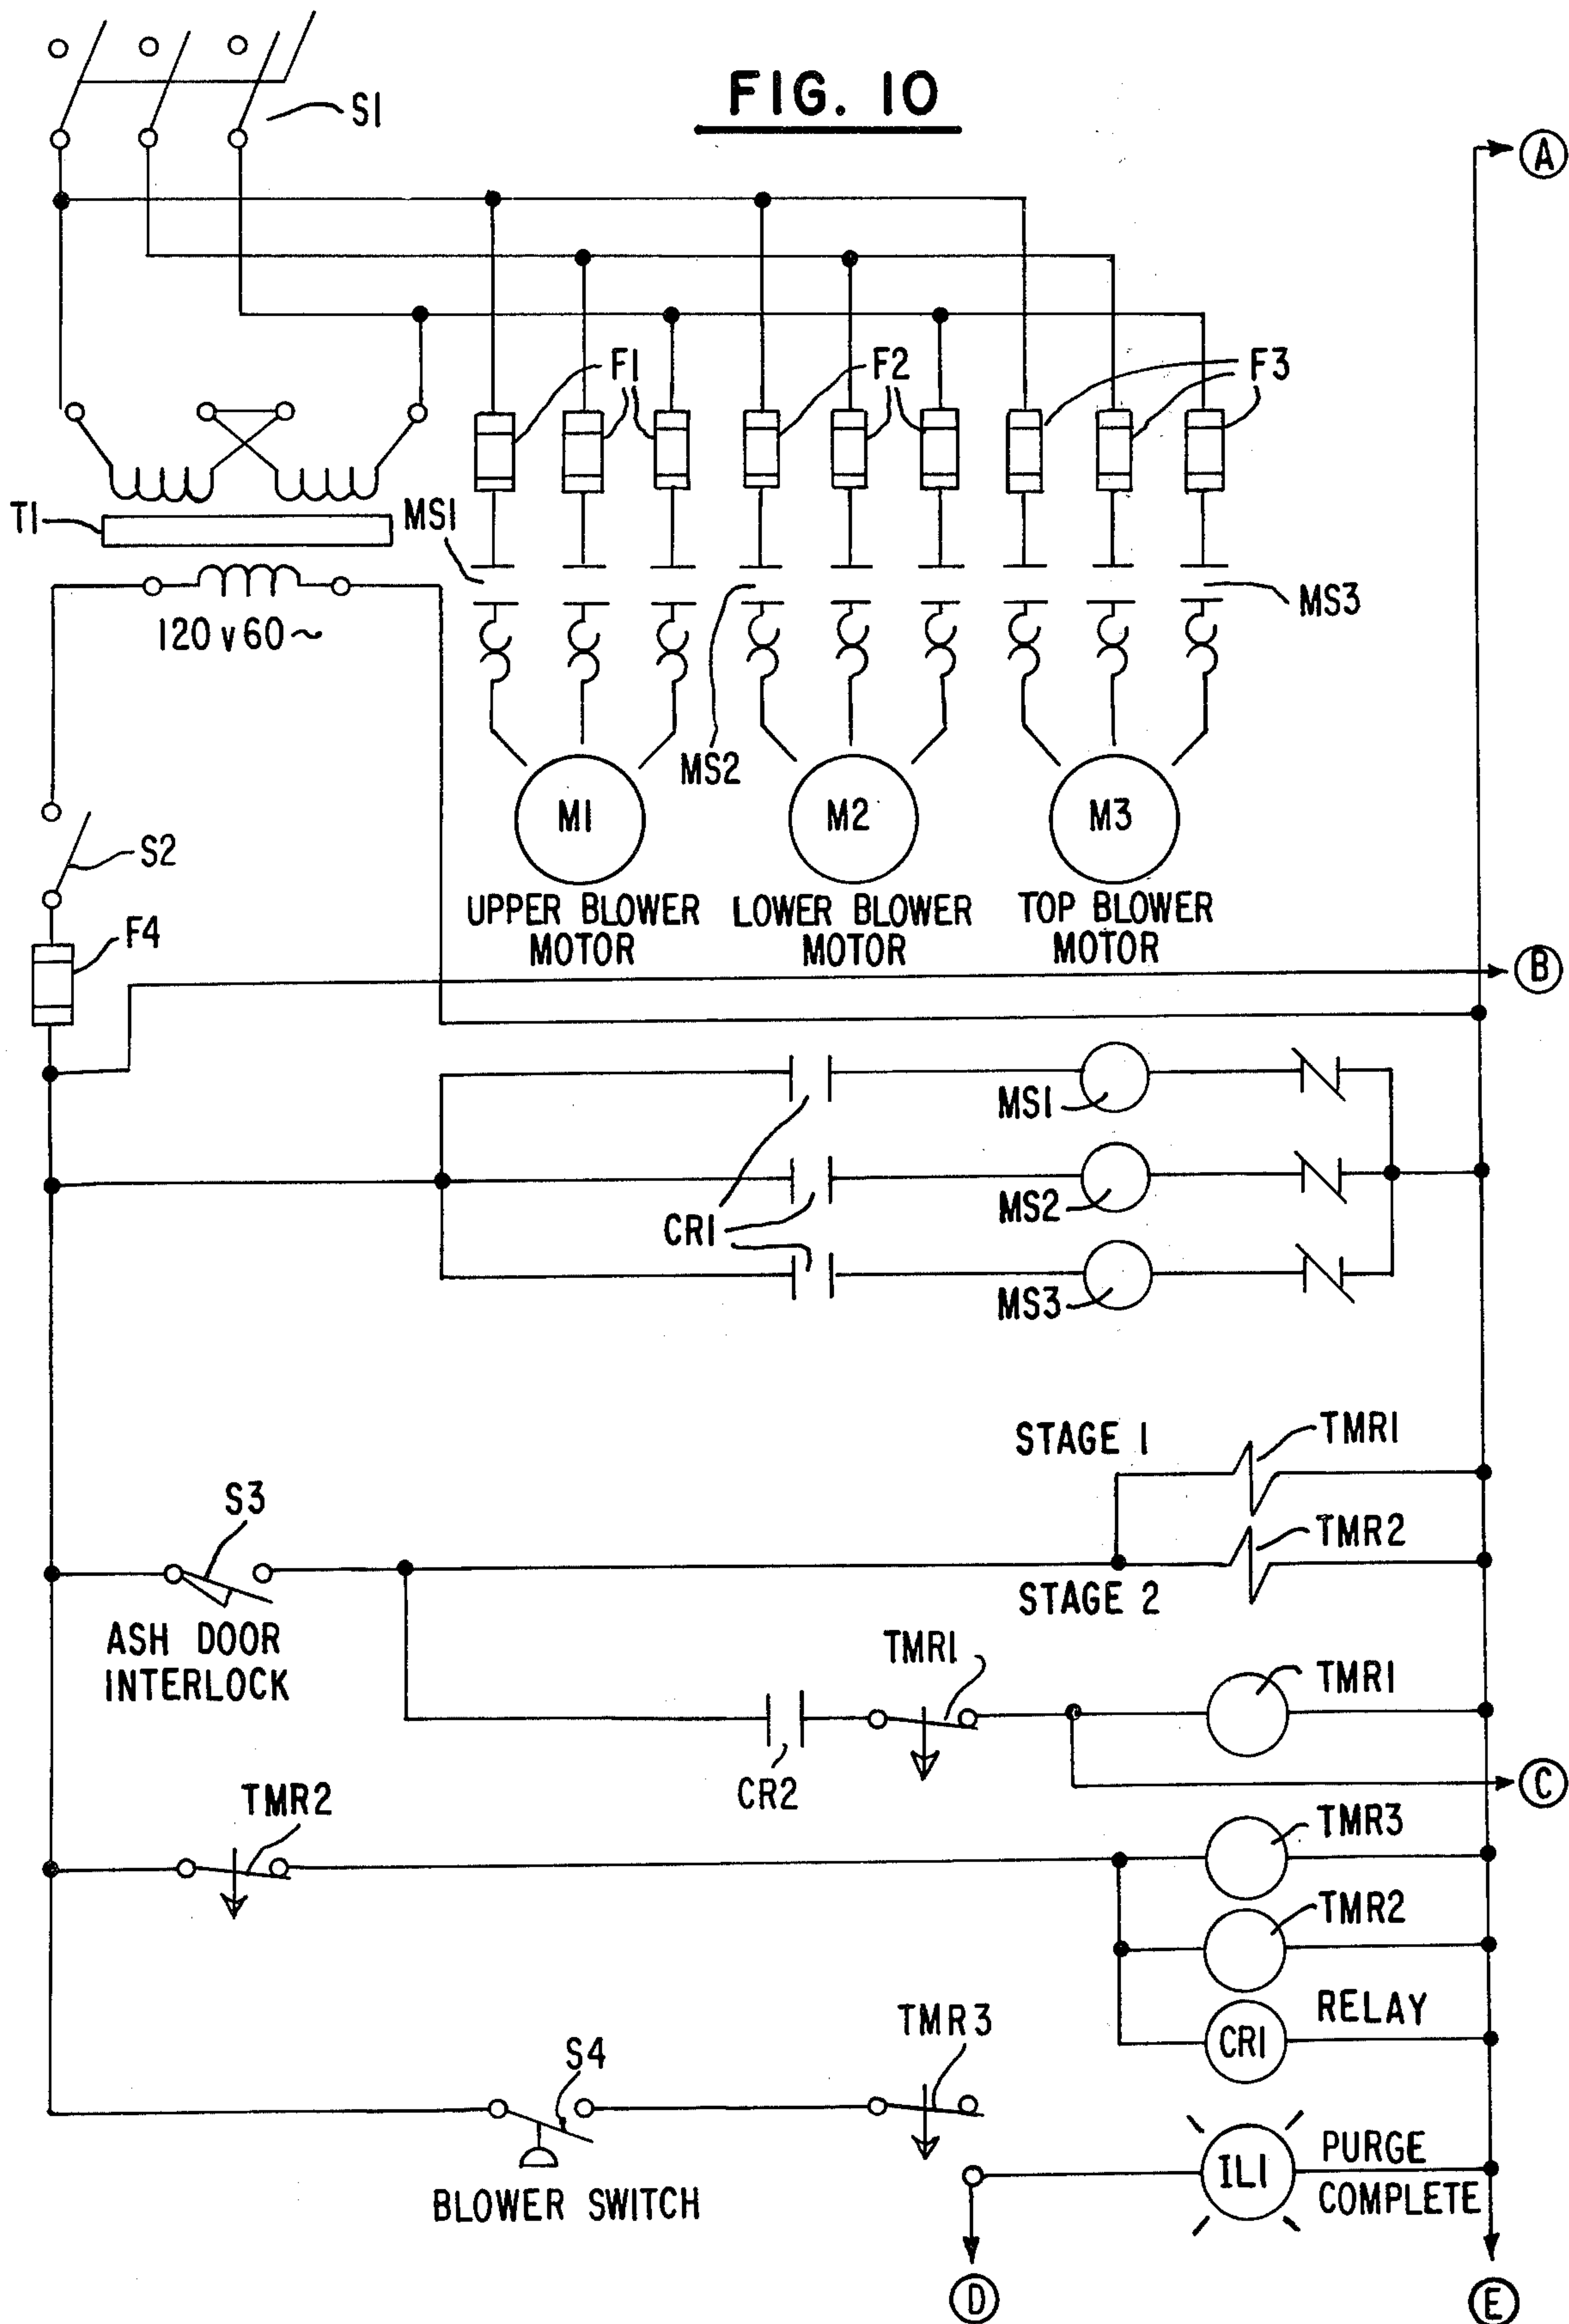 FIG. 10
S1
A
F1
F2
F3
T1
MS1
MS3
120 v 60 ~
MS2
M1
M2
M3
S2
UPPER BLOWER
MOTOR
LOWER BLOWER
MOTOR
TOP BLOWER
MOTOR
F4
B
MS1
MS2
CR1
MS3
STAGE 1
TMR1
S3
TMR2
STAGE 2
ASH DOOR
INTERLOCK
TMR1
TMR1
CR2
C
TMR2
TMR3
TMR2
RELAY
TMR3
CR1
S4
PURGE
COMPLETE
IL1
BLOWER SWITCH
D
E